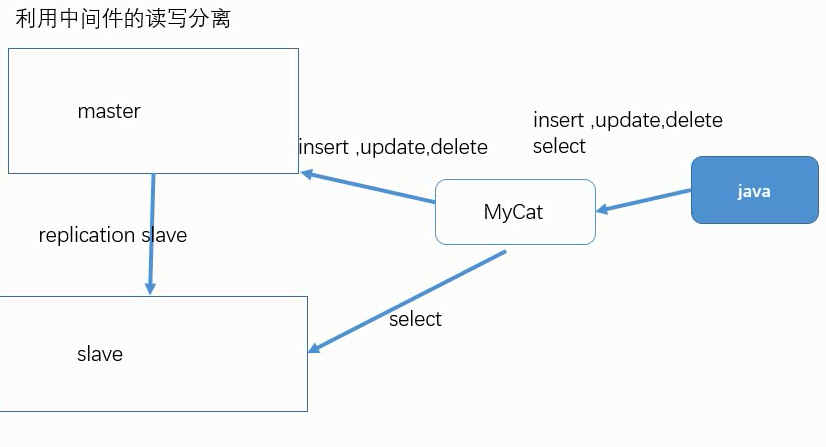 利用中间件的读写分离
master
insert ,update,delete
select
insert ,update,delete
java
MyCat
replication slave
select
slave